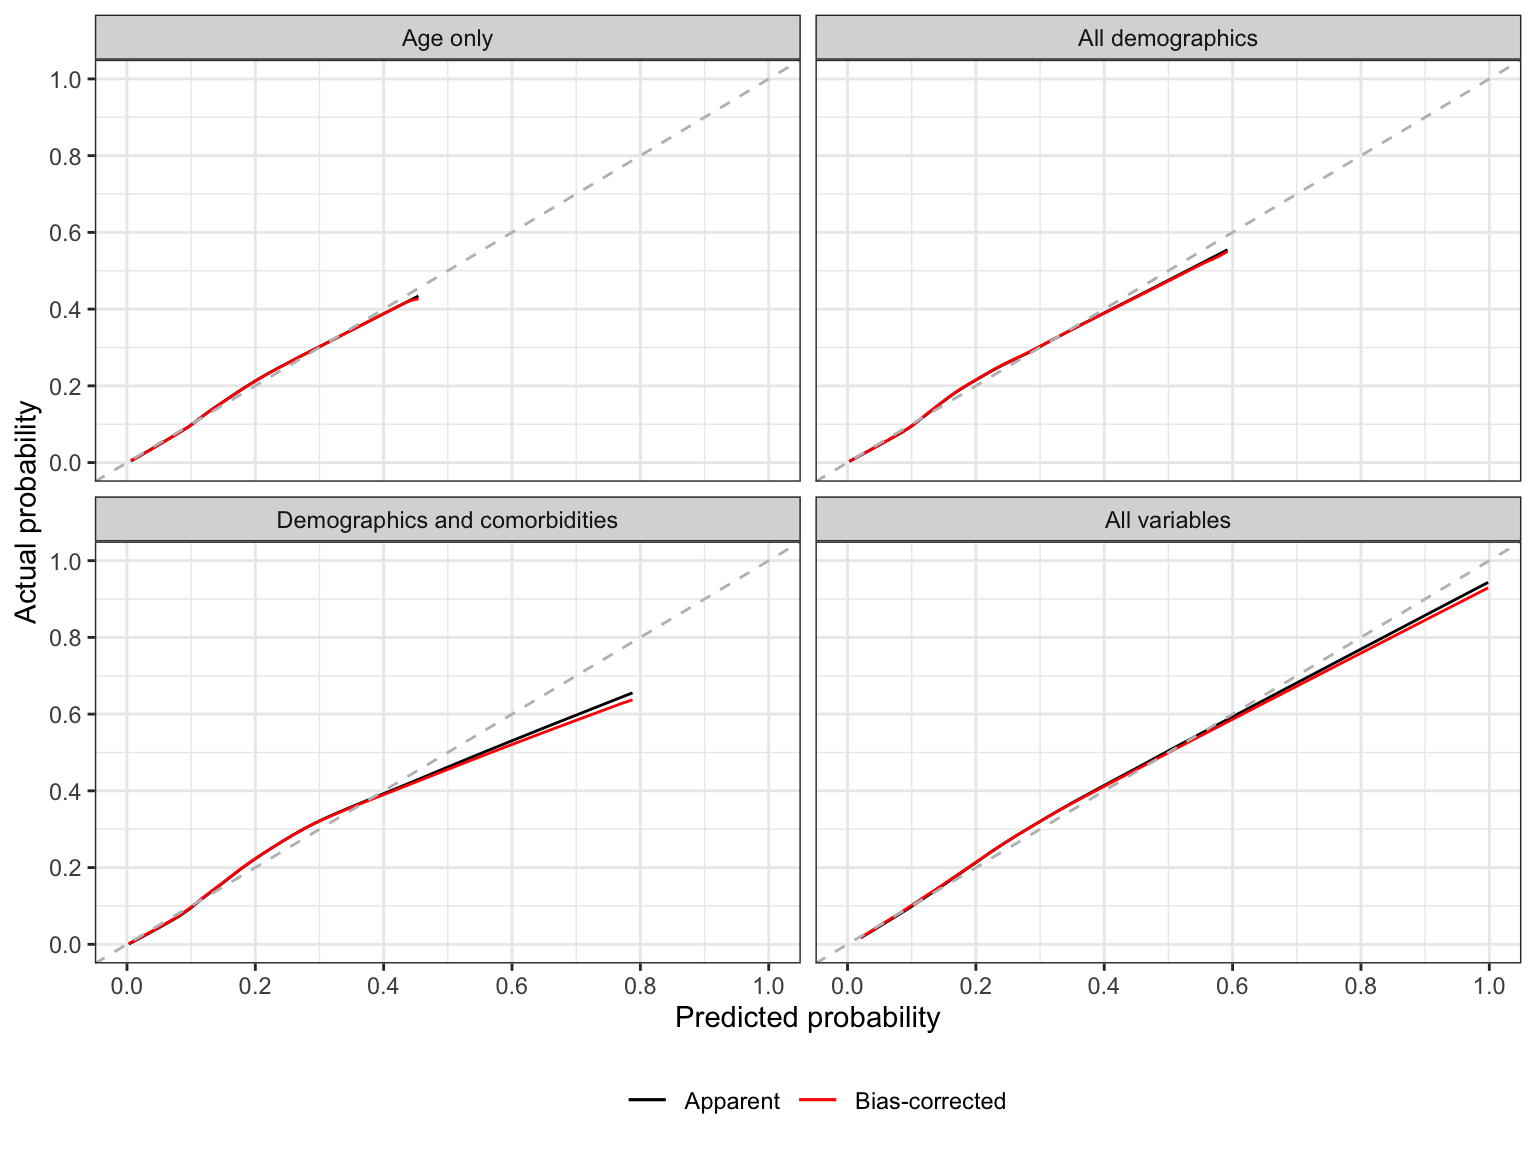 Age only
All demographics
1.0
0.8
0.6
0.4
0.2
0.0
Actual probability
Demographics and comorbidities
All variables
1.0
0.8
0.6
0.4
0.2
0.0
0.0 0.2 0.4 0.6 0.8 1.0
0.0 0.2 0.4 0.6 0.8 1.0
Predicted probability
Apparent
Bias-corrected